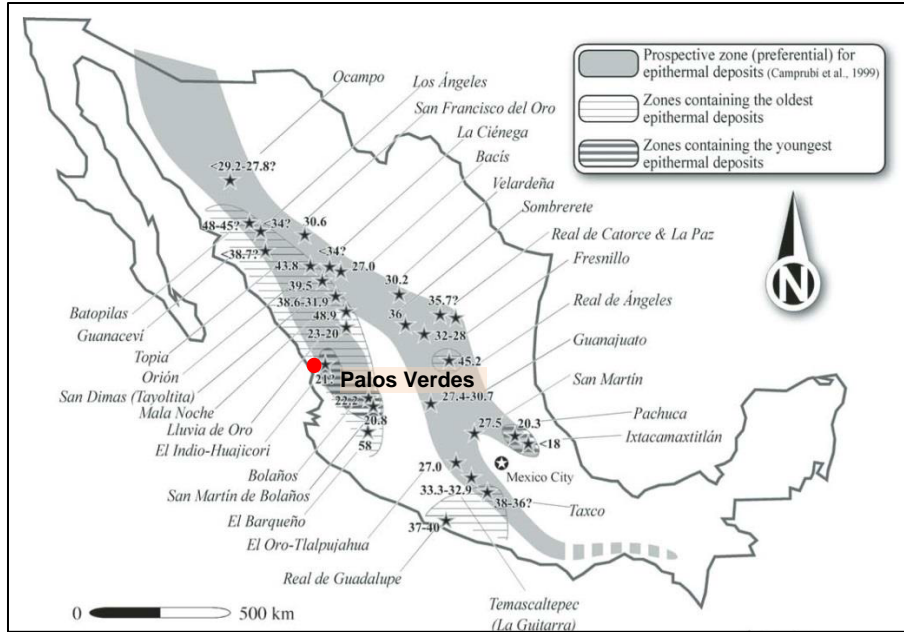 Ocampo
Los Ángeles
San Francisco del Oro
La Ciénega
Bacís
Velardeña
Sombrerete
Real de Catorce & La Paz
Fresnillo
Real de Ángeles
Guanajuato
San Martín
Pachuca
Ixtacamaxtitlán
Prospective zone (preferential) for
epithermal deposits (Camprubí et al., 1999)
Zones containing the oldest
epithermal deposits
Zones containing the youngest
epithermal deposits
N
<29.2-27.8?
48-45?
<34?
30.6
<38.7?
43.8
<34?
27.0
39.5
38.6-31.9
48.9
23-20
30.2
35.7?
36
32-28
45.2
21?
Palos Verdes
22.2
20.8
58
27.4-30.7
27.5
20.3
<18
27.0
Mexico City
33.3-32.9
38-36?
37-40
Batopilas
Guanaceví
Topia
Orión
San Dimas (Tayoltita)
Mala Noche
Lluvia de Oro
El Indio-Huajicori
Bolaños
San Martín de Bolaños
El Barqueño
El Oro-Tlalpujahua
Real de Guadalupe
Taxco
Temascaltepec
(La Guitarra)
0 500 km